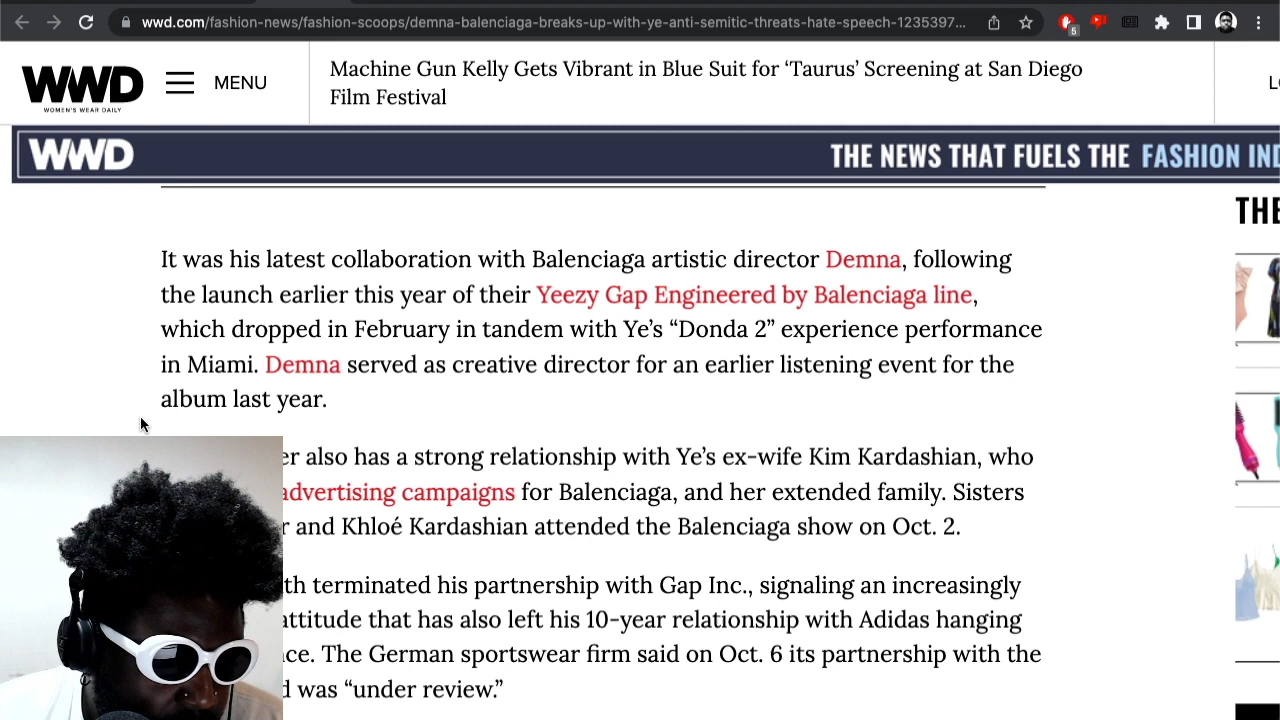 wwd.com/fashion-news/fashion-scoops/demna-balenciaga-breaks-up-with-ye-anti-semitic-threats-hate-speech-1235397...
5
WWD
WOMEN'S WEAR DAILY
MENU
Machine Gun Kelly Gets Vibrant in Blue Suit for ‘Taurus’ Screening at San Diego
Film Festival
WWD
THE NEWS THAT FUELS THE FASHION IND
THE
It was his latest collaboration with Balenciaga artistic director Demna, following
the launch earlier this year of their Yeezy Gap Engineered by Balenciaga line,
which dropped in February in tandem with Ye’s “Donda 2” experience performance
in Miami. Demna served as creative director for an earlier listening event for the
album last year.
er also has a strong relationship with Ye’s ex-wife Kim Kardashian, who
advertising campaigns for Balenciaga, and her extended family. Sisters
r and Khloé Kardashian attended the Balenciaga show on Oct. 2.
th terminated his partnership with Gap Inc., signaling an increasingly
attitude that has also left his 10-year relationship with Adidas hanging
ce. The German sportswear firm said on Oct. 6 its partnership with the
d was “under review.”